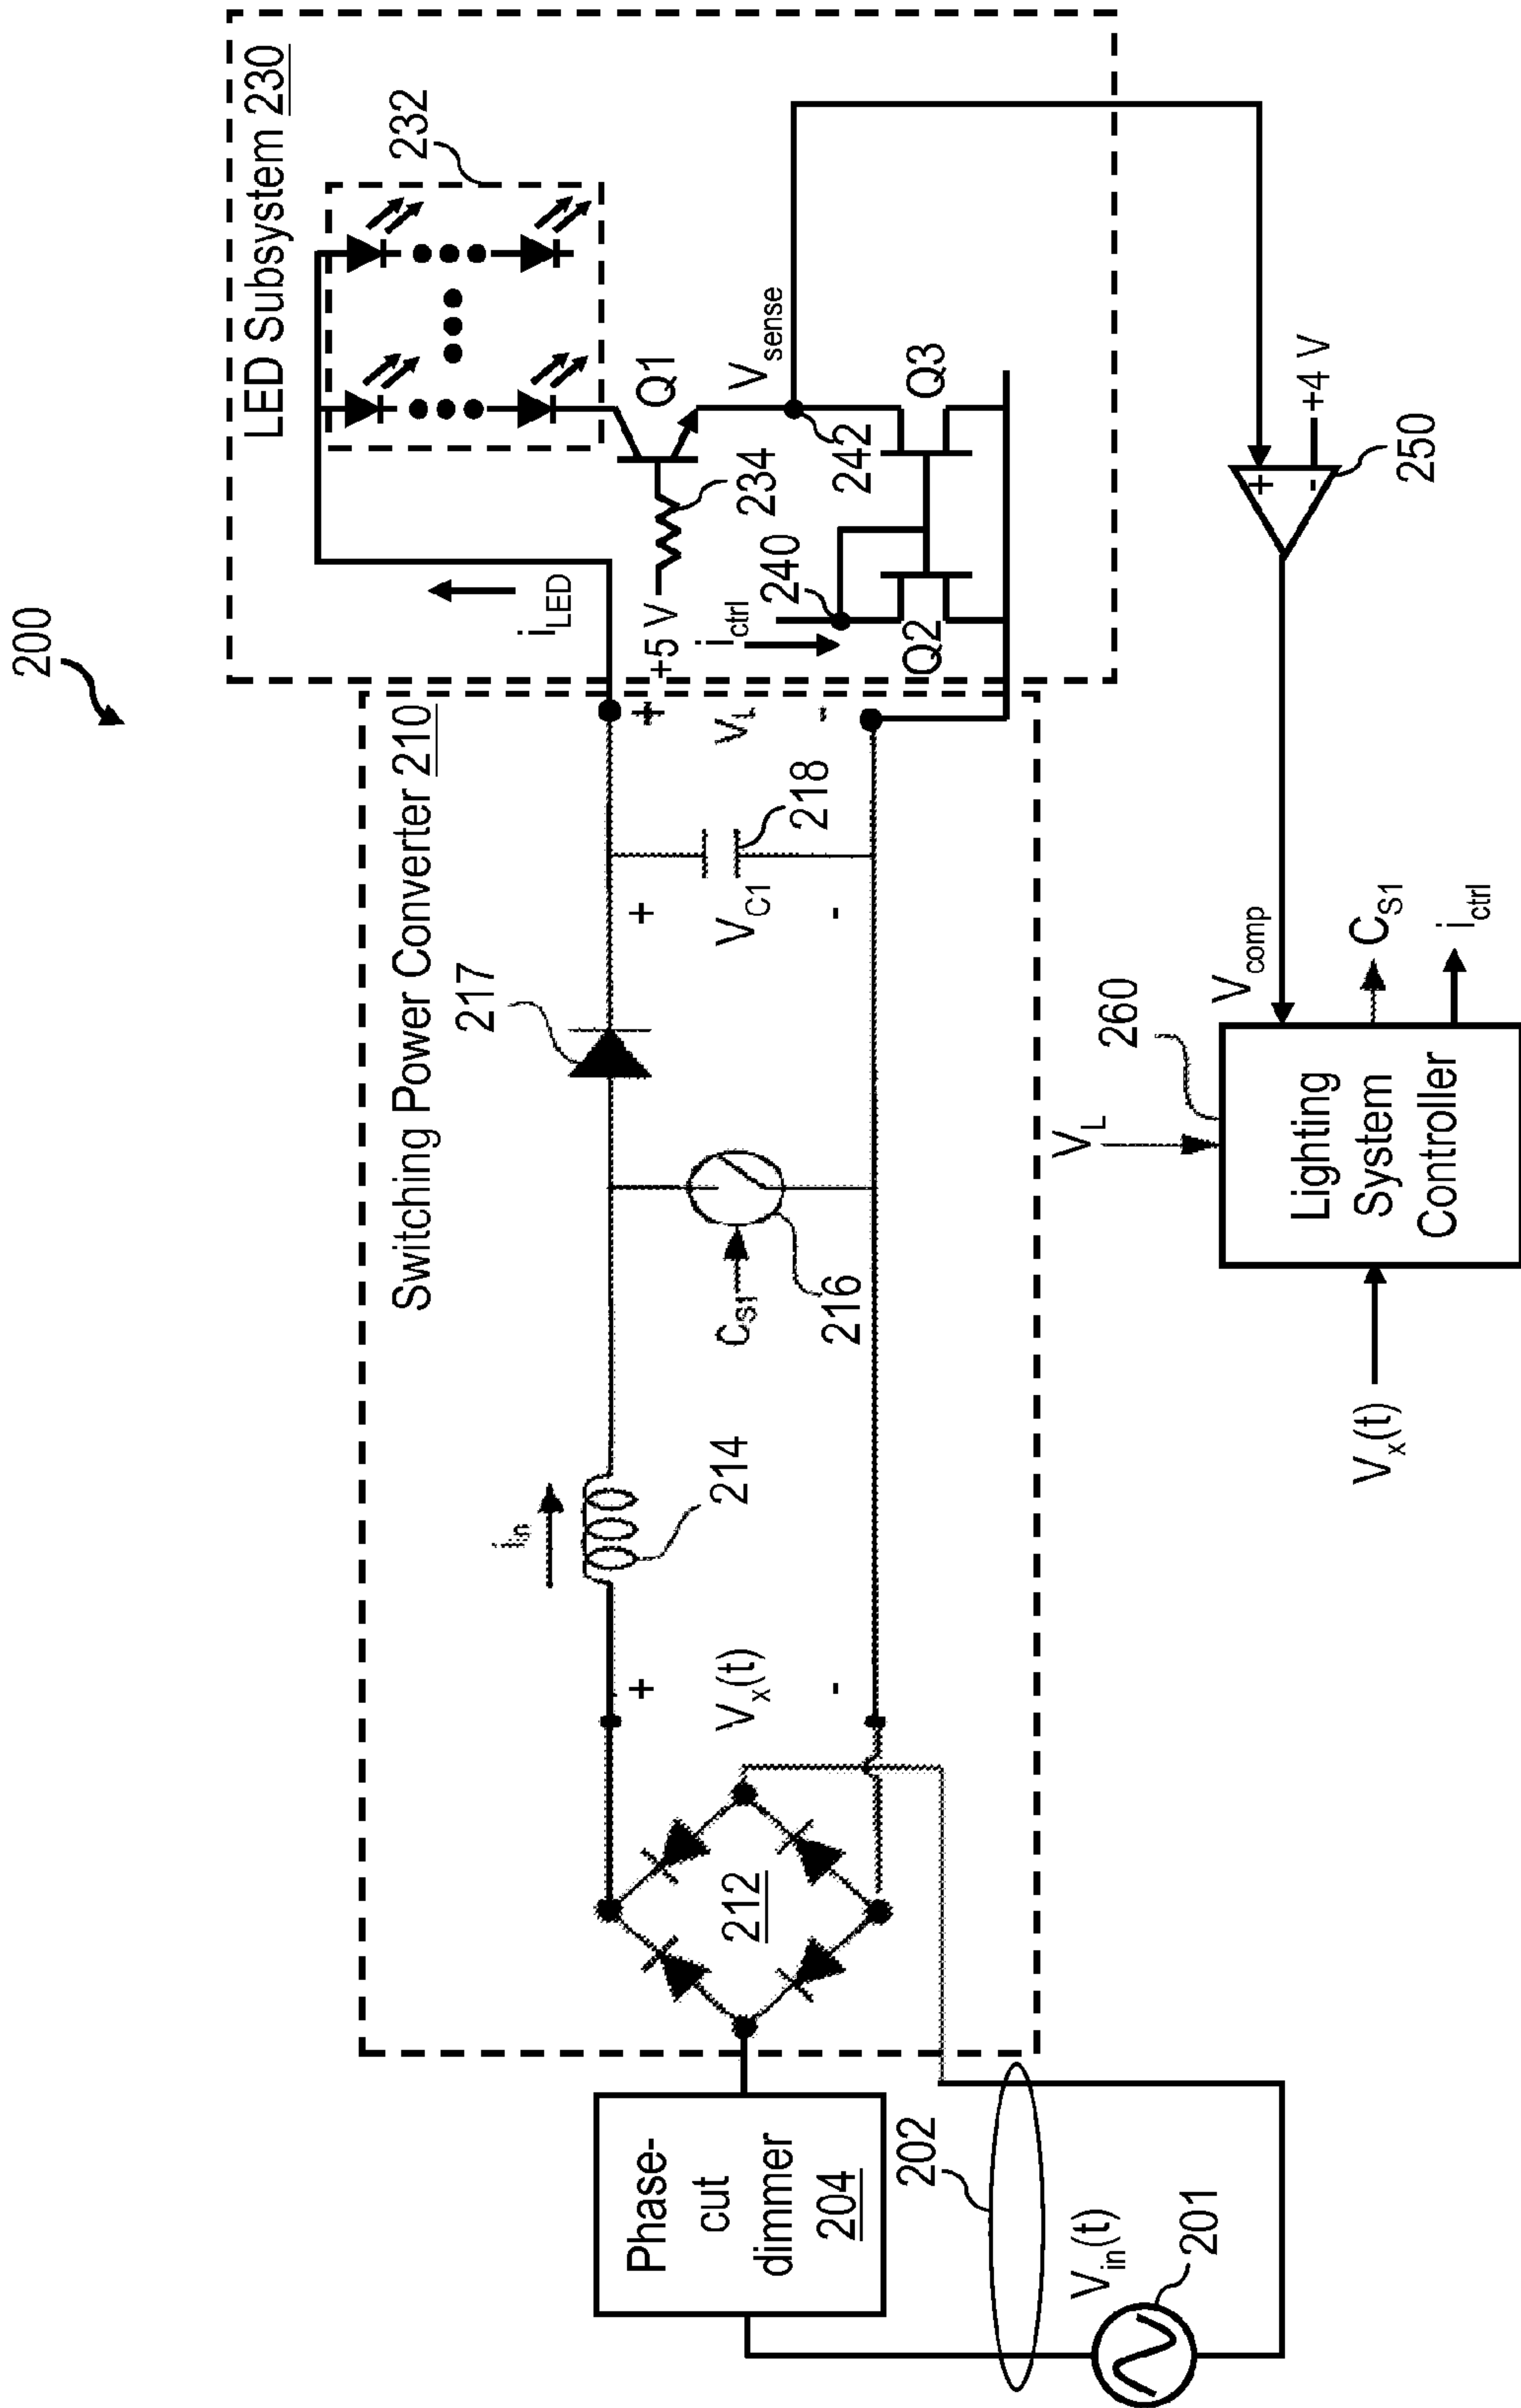 200
LED Subsystem 230
232
Switching Power Converter 210
iLED
Q1
+5 V
234
Vsense
ictrl
240
242
Q2
Q3
iin
214
217
+
Vx(t)
-
CS1
216
+
VC1
-
218
+
VL
-
212
Phase-
cut
dimmer
204
202
Vin(t)
201
+
-
+4 V
250
Vcomp
260
VL
Vx(t)
Lighting
System
Controller
CS1
ictrl